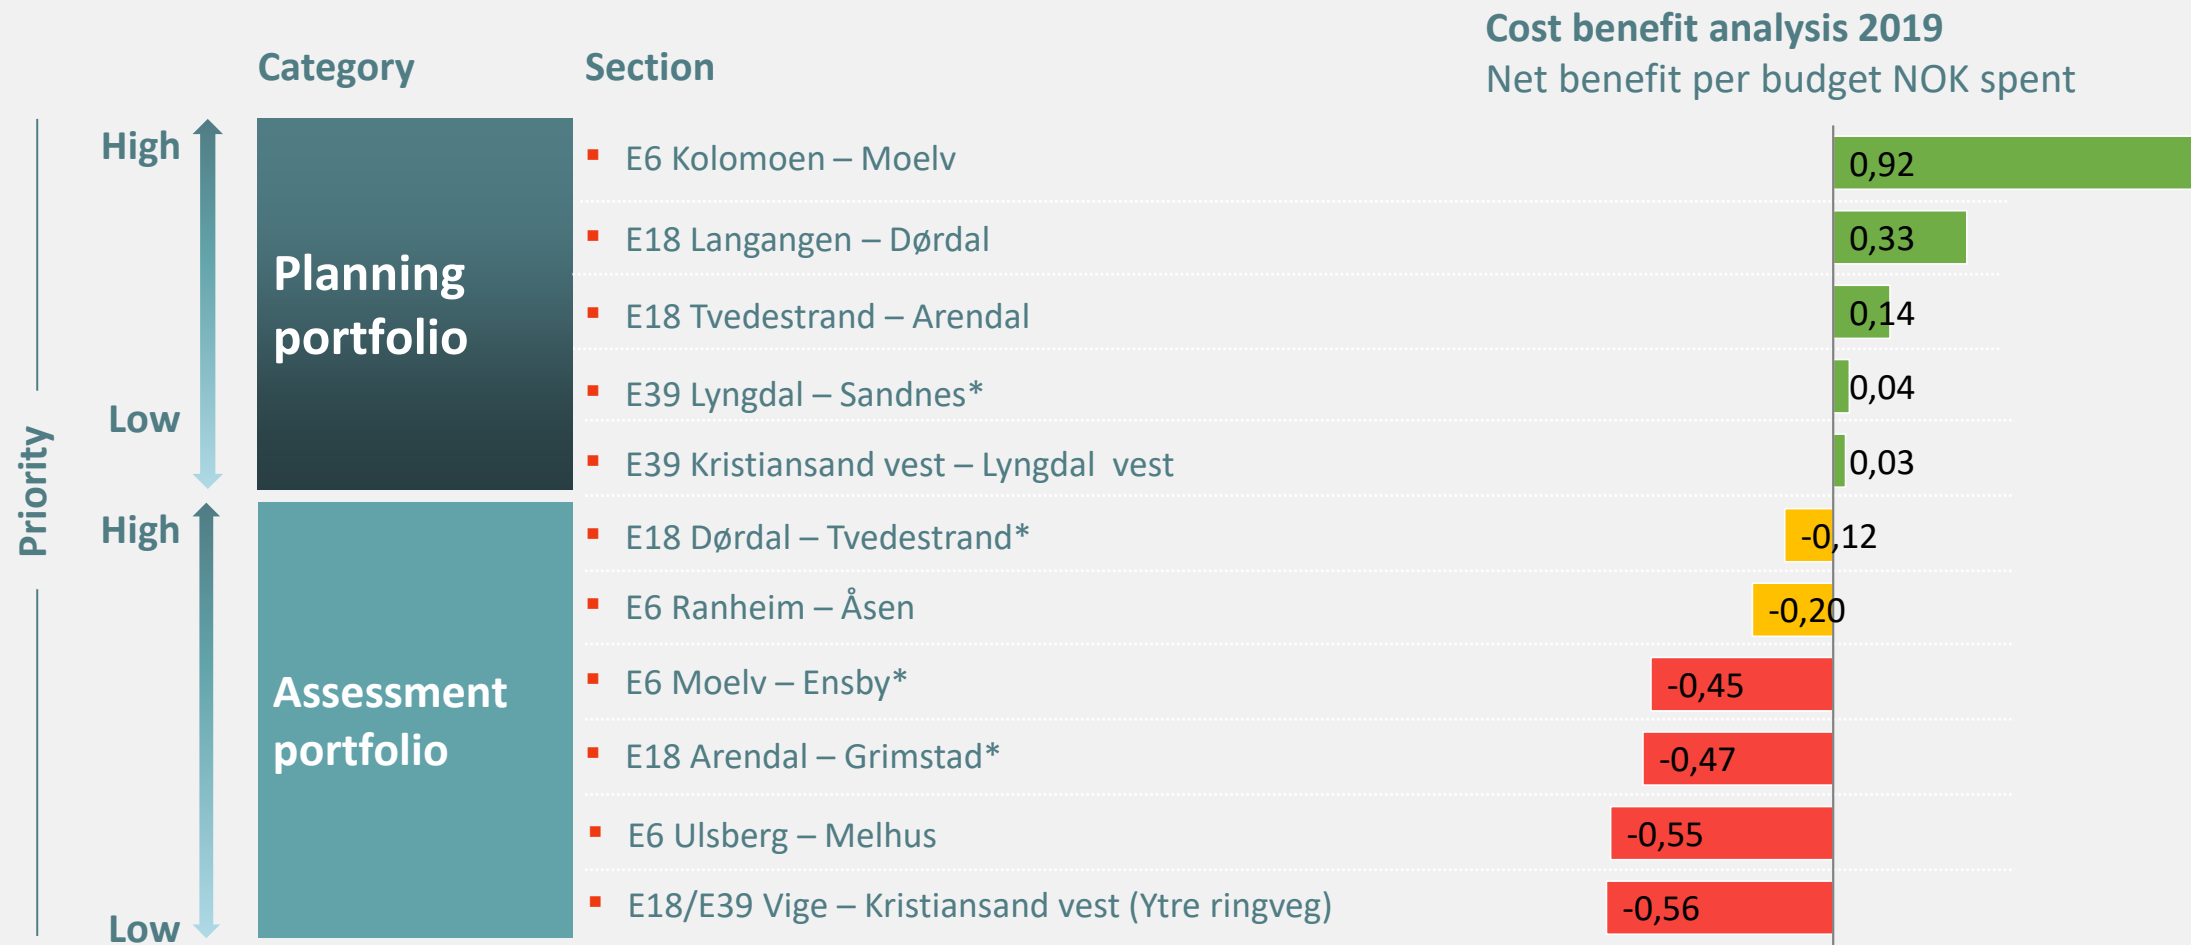 Cost benefit analysis 2019
Net benefit per budget NOK spent
Category
Section
Priority
High
Low
High
Low
Planning
portfolio
Assessment
portfolio
▪ E6 Kolomoen – Moelv
0,92
▪ E18 Langangen – Dørdal
0,33
▪ E18 Tvedestrand – Arendal
0,14
▪ E39 Lyngdal – Sandnes*
0,04
▪ E39 Kristiansand vest – Lyngdal  vest
0,03
▪ E18 Dørdal – Tvedestrand*
-0,12
▪ E6 Ranheim – Åsen
-0,20
▪ E6 Moelv – Ensby*
-0,45
▪ E18 Arendal – Grimstad*
-0,47
▪ E6 Ulsberg – Melhus
-0,55
▪ E18/E39 Vige – Kristiansand vest (Ytre ringveg)
-0,56